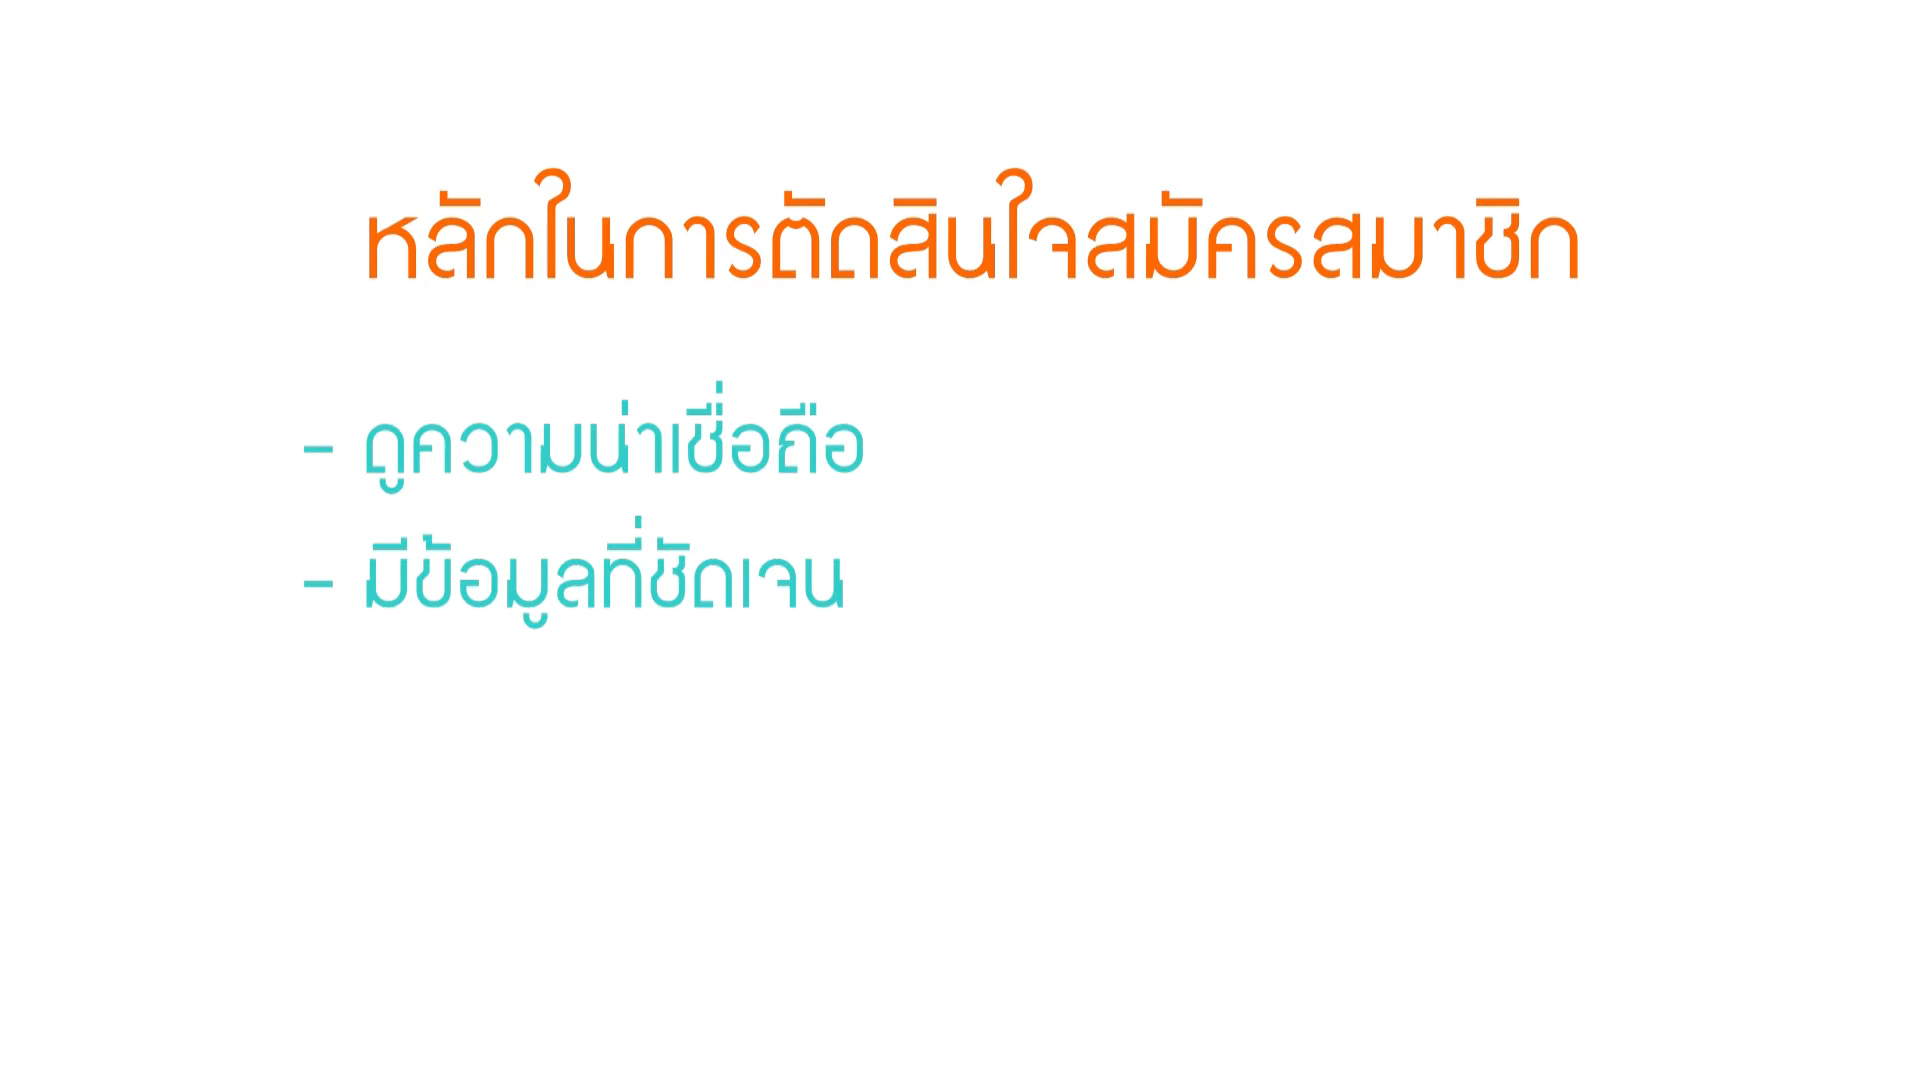 หลักในการตัดสินใจสมัครสมาชิก
- ดูความน่าเชื่อถือ
- มีข้อมูลที่ชัดเจน